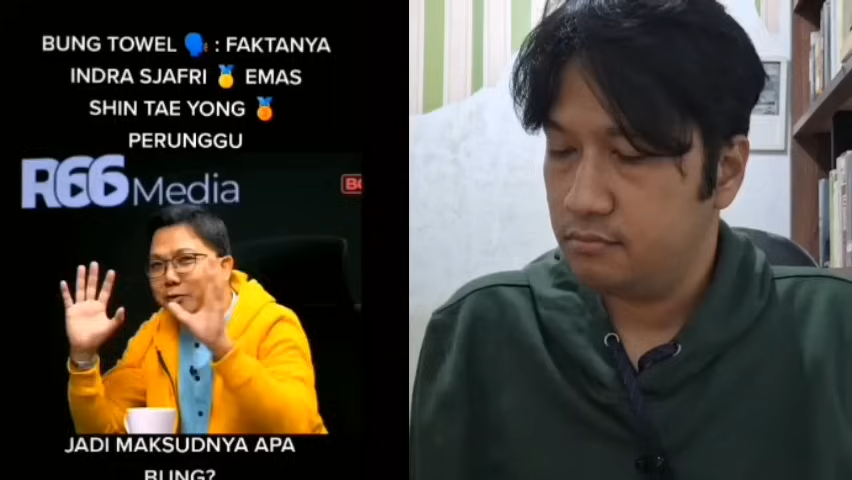 BUNG TOWEL 🗣️ : FAKTANYA
INDRA SJAFRI 🥇 EMAS
SHIN TAE YONG 🥉
PERUNGGU
R66 Media
JADI MAKSUDNYA APA
BUNG?